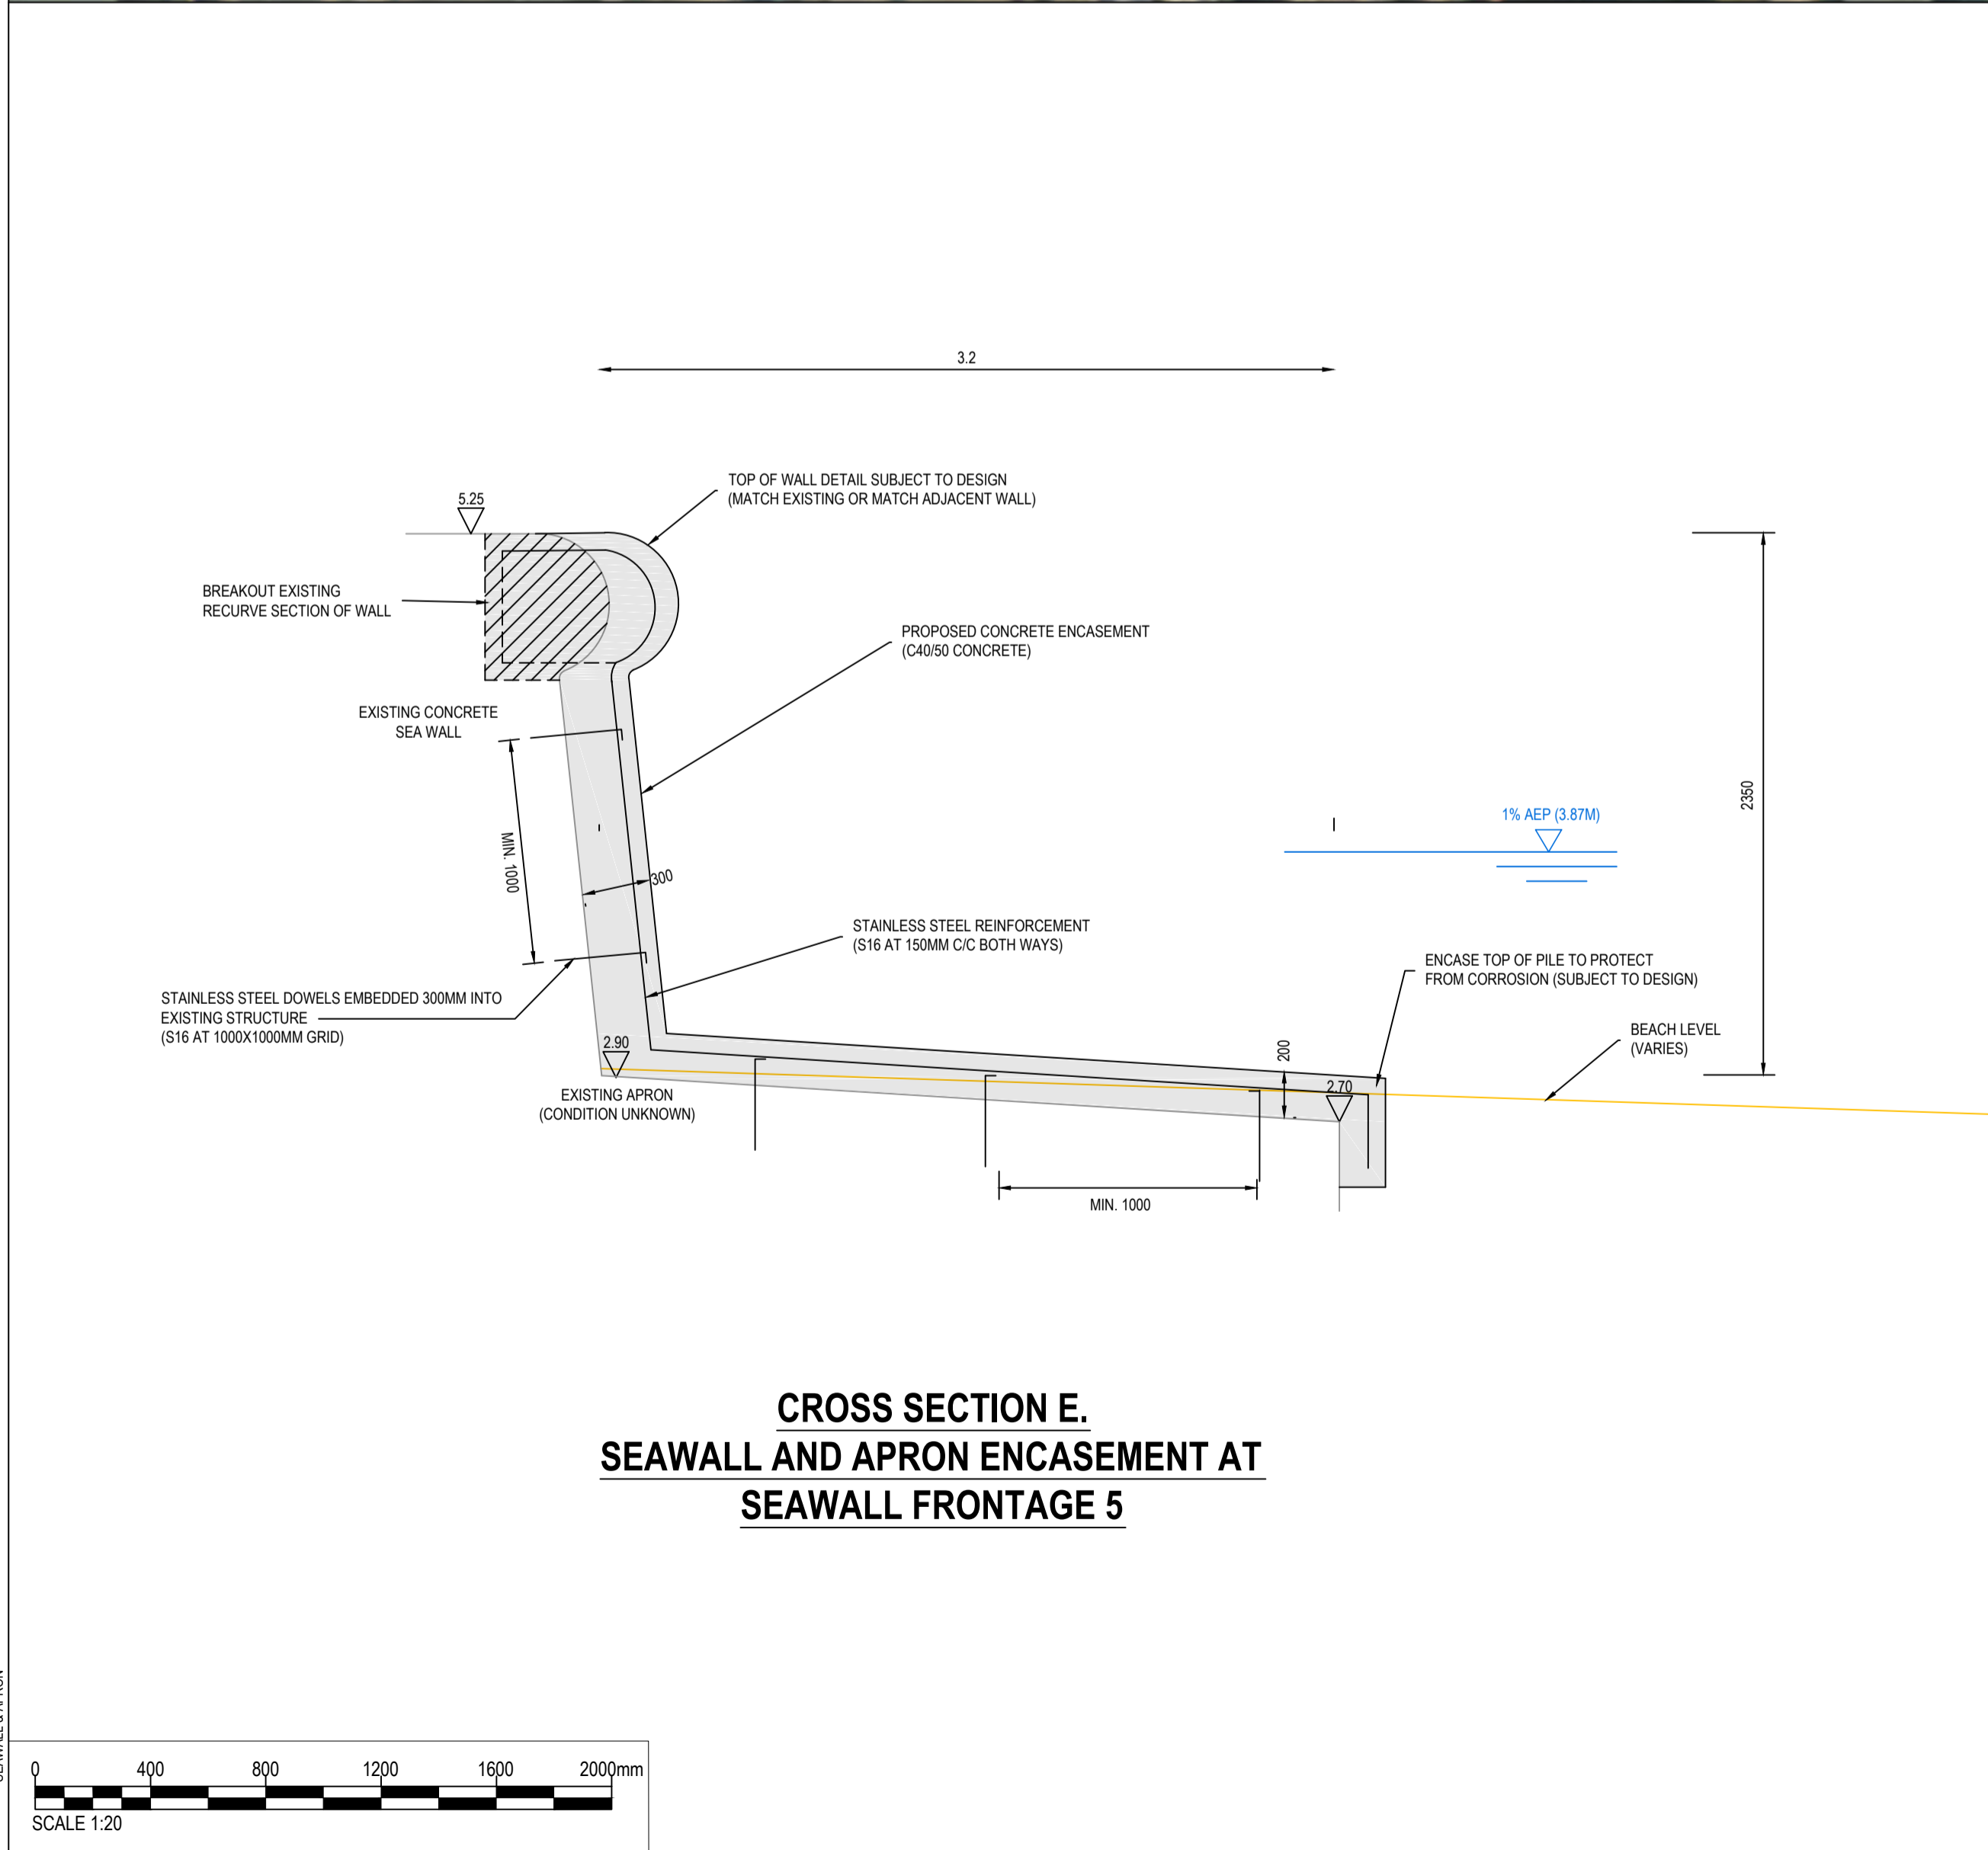 3.2
TOP OF WALL DETAIL SUBJECT TO DESIGN
(MATCH EXISTING OR MATCH ADJACENT WALL)
5.25
BREAKOUT EXISTING
RECURVE SECTION OF WALL
PROPOSED CONCRETE ENCASEMENT
(C40/50 CONCRETE)
EXISTING CONCRETE
SEA WALL
MIN. 1000
300
2350
1% AEP (3.87M)
STAINLESS STEEL REINFORCEMENT
(S16 AT 150MM C/C BOTH WAYS)
ENCASE TOP OF PILE TO PROTECT
FROM CORROSION (SUBJECT TO DESIGN)
STAINLESS STEEL DOWELS EMBEDDED 300MM INTO
EXISTING STRUCTURE
(S16 AT 1000X1000MM GRID)
BEACH LEVEL
(VARIES)
2.90
200
2.70
EXISTING APRON
(CONDITION UNKNOWN)
MIN. 1000
CROSS SECTION E.
SEAWALL AND APRON ENCASEMENT AT
SEAWALL FRONTAGE 5
SEAWALL & APRON
0 400 800 1200 1600 2000mm
SCALE 1:20